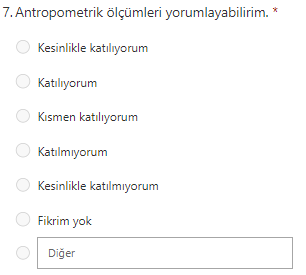 7. Antropometrik ölçümleri yorumlayabilirim. *
Kesinlikle katılıyorum
Katılıyorum
Kısmen katılıyorum
Katılmıyorum
Kesinlikle katılmıyorum
Fikrim yok
Diğer